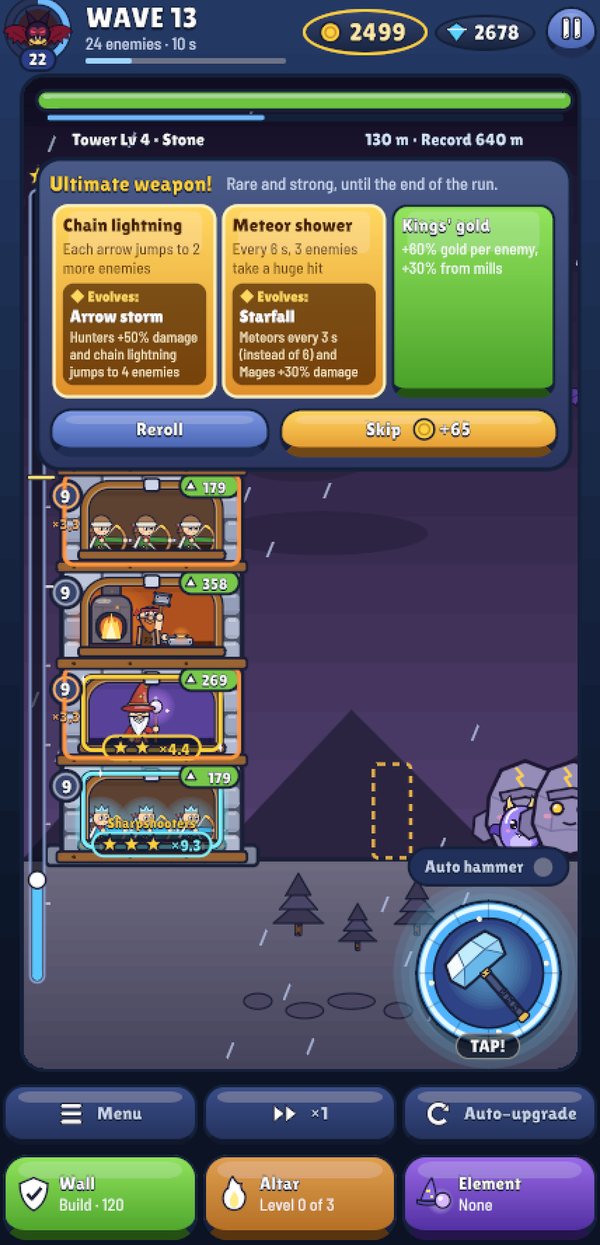 WAVE 13
24 enemies · 10 s
22
2499
2678
Tower Lv 4 · Stone
130 m · Record 640 m
Ultimate weapon!
Rare and strong, until the end of the run.
Chain lightning
Each arrow jumps to 2
more enemies
Evolves:
Arrow storm
Hunters +50% damage
and chain lightning
jumps to 4 enemies
Meteor shower
Every 6 s, 3 enemies
take a huge hit
Evolves:
Starfall
Meteors every 3 s
(instead of 6) and
Mages +30% damage
Kings' gold
+60% gold per enemy,
+30% from mills
Reroll
Skip +65
9
179
×3,3
9
358
9
269
×3,3
×4.4
9
179
Sharpshooters
×9.3
Auto hammer
TAP!
Menu
×1
Auto-upgrade
Wall
Build · 120
Altar
Level 0 of 3
Element
None